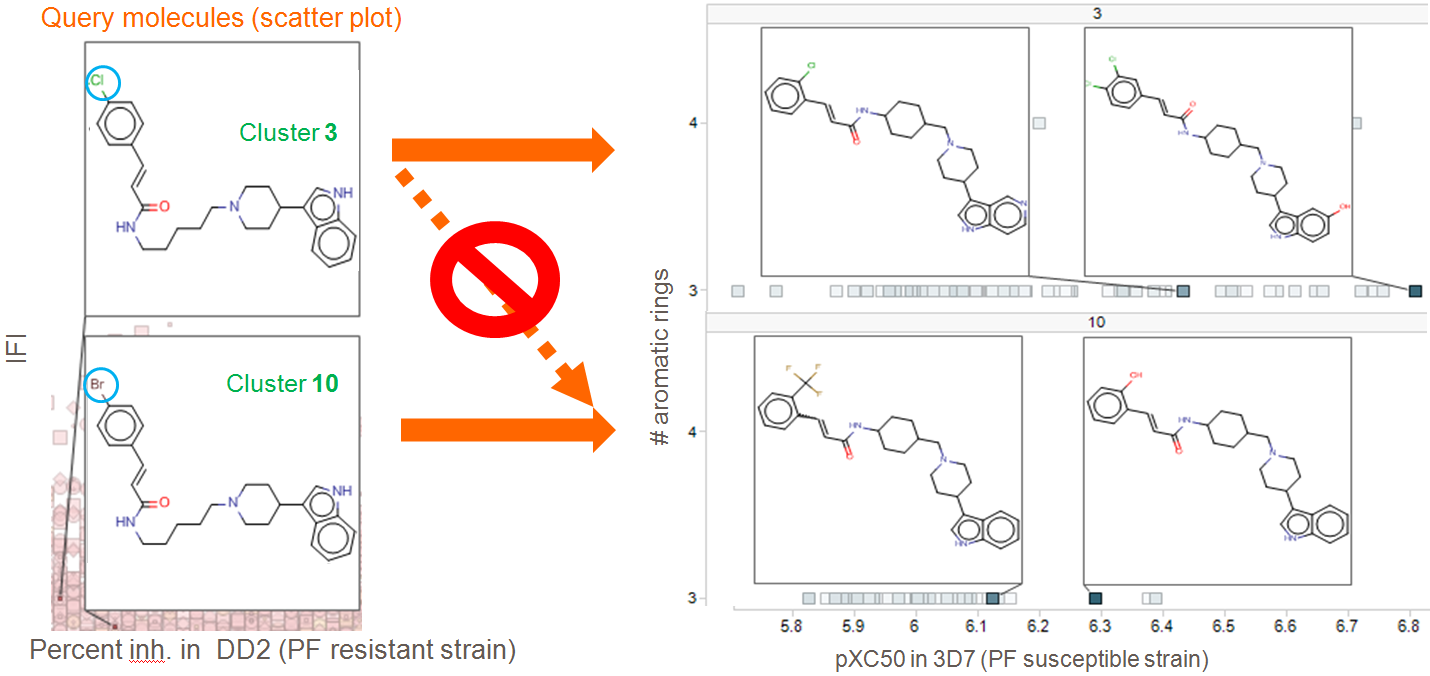 Query molecules (scatter plot)
Cl
Cluster 3
O
HN
N
NH
Br
Cluster 10
O
HN
N
NH
IFI
Percent inh. in DD2 (PF resistant strain)
3
Cl
HN
O
N
N
HN
Cl
Cl
O
HN
N
OH
HN
4
3
# aromatic rings
10
F
F
F
HN
O
N
HN
OH
HN
O
N
HN
4
3
5.8 5.9 6 6.1 6.2 6.3 6.4 6.5 6.6 6.7 6.8
pXC50 in 3D7 (PF susceptible strain)